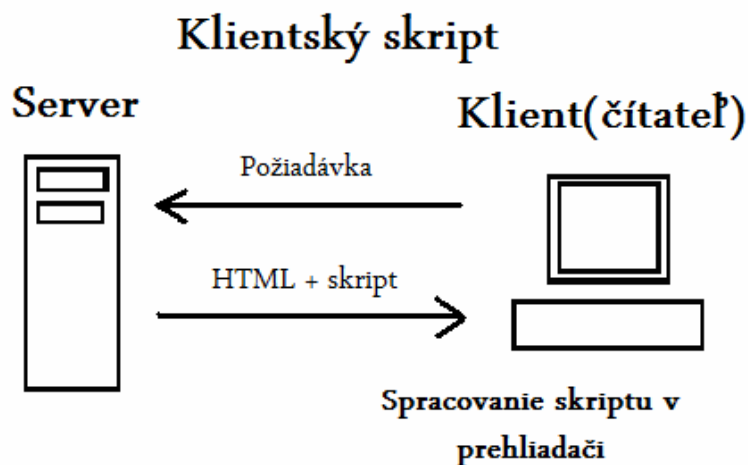 Klientský skript
Server
Klient(čítateľ)
Požiadávka
HTML + skript
Spracovanie skriptu v
prehliadači